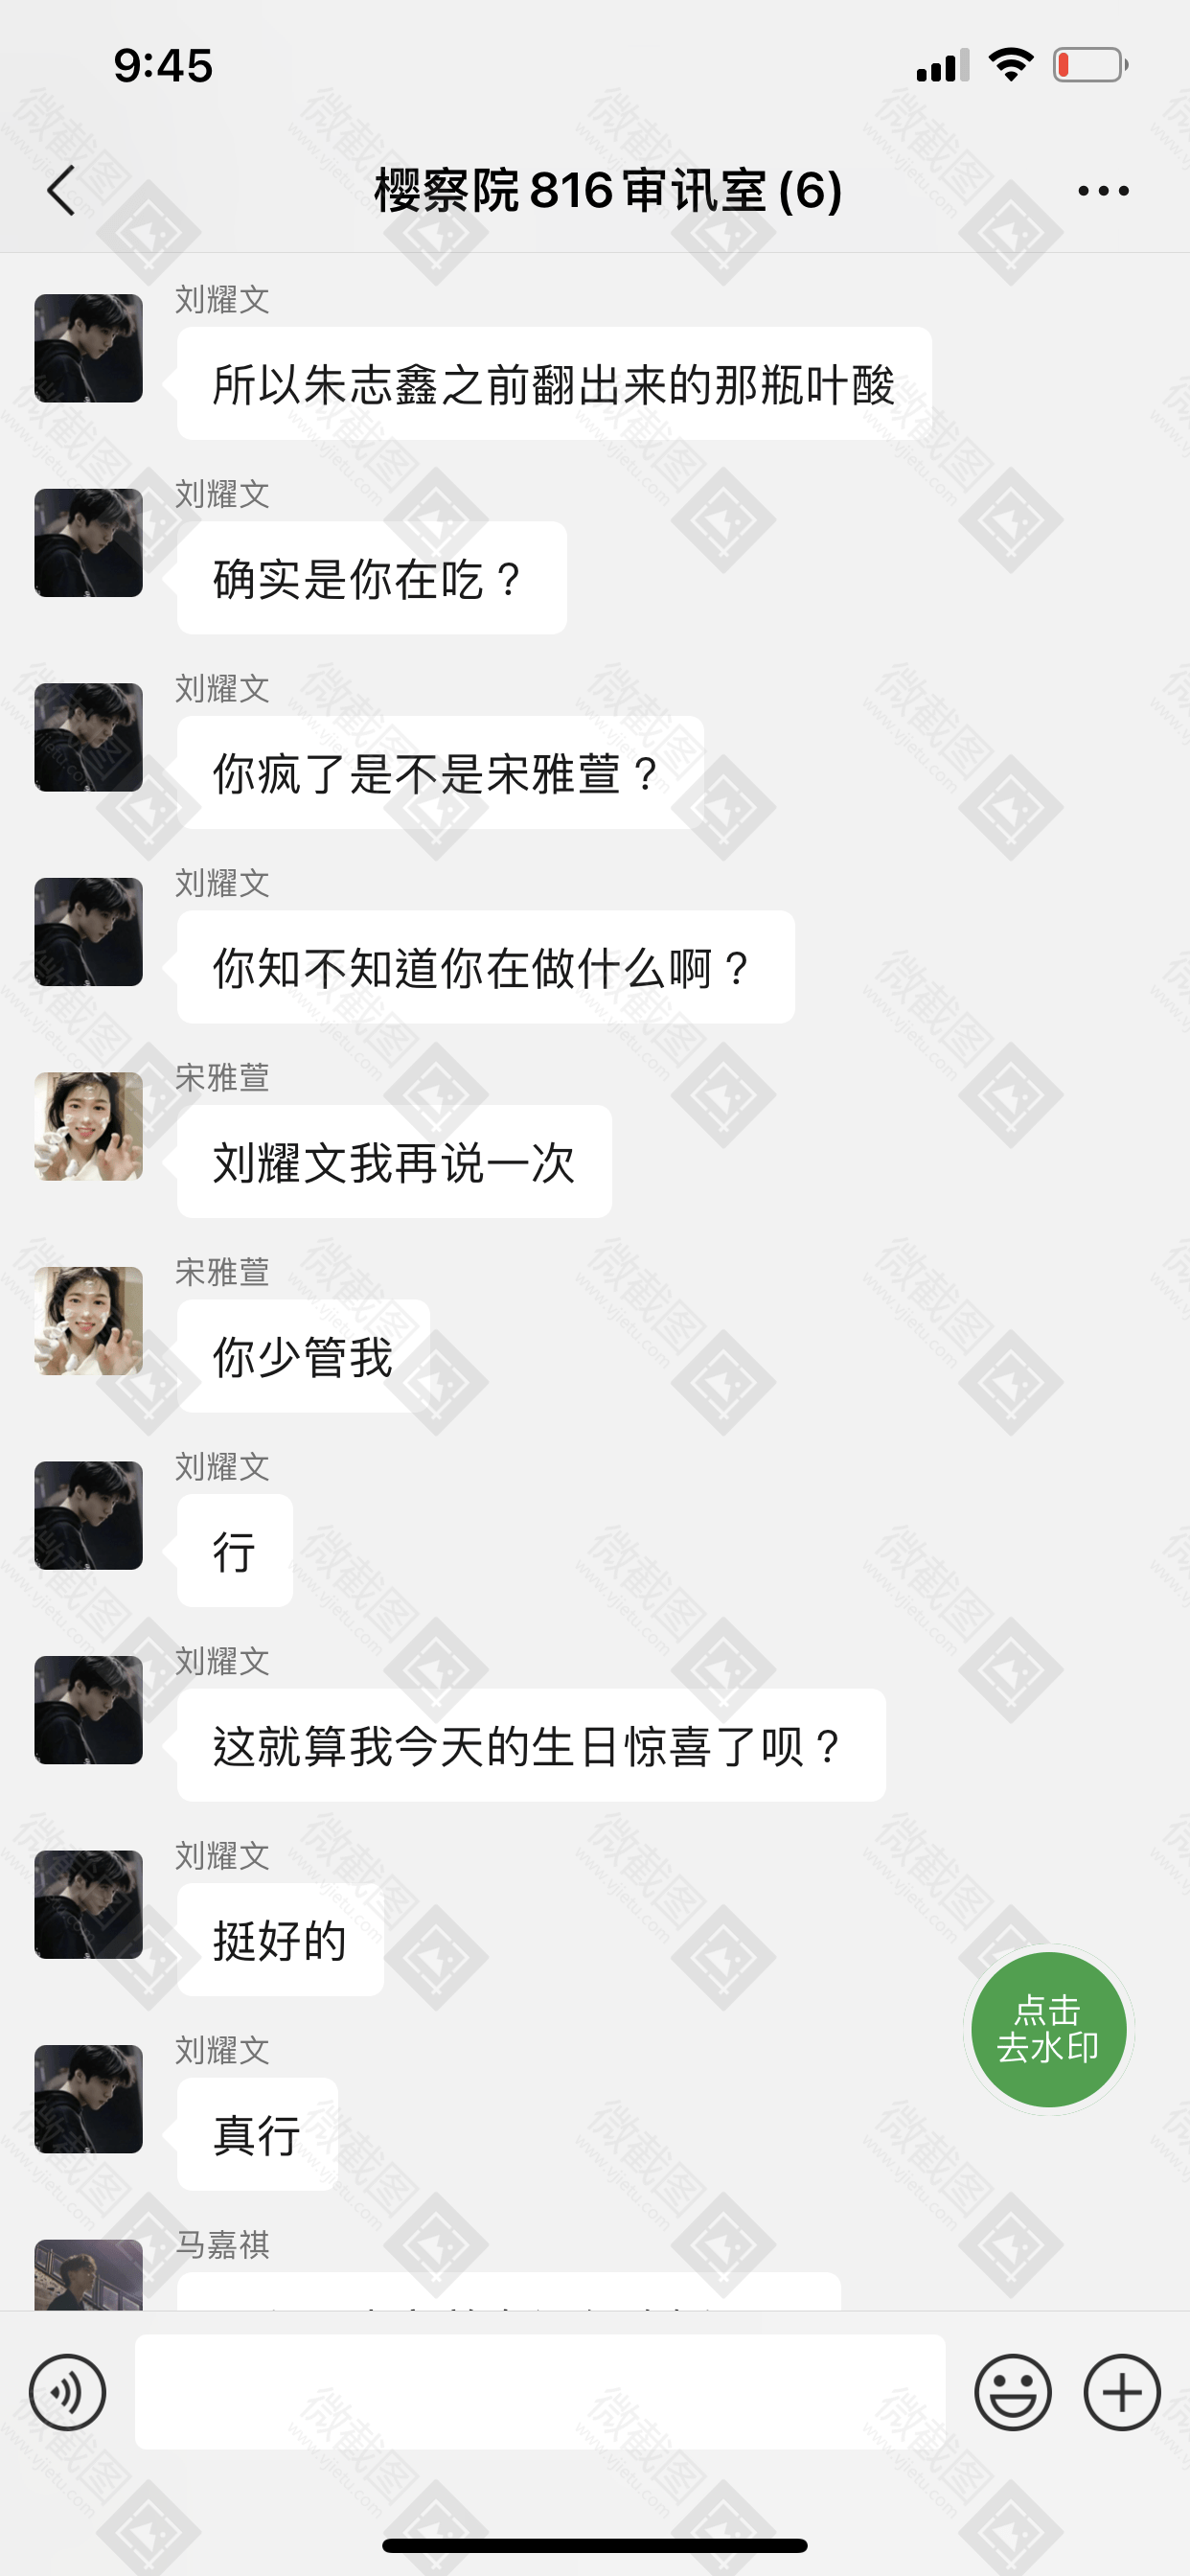 9:45
樱察院816审讯室(6)
刘耀文
所以朱志鑫之前翻出来的那瓶叶酸
刘耀文
确实是你在吃？
刘耀文
你疯了是不是宋雅萱？
刘耀文
你知不知道你在做什么啊？
宋雅萱
刘耀文我再说一次
宋雅萱
你少管我
刘耀文
行
刘耀文
这就算我今天的生日惊喜了呗？
刘耀文
挺好的
点击
去水印
刘耀文
真行
马嘉祺
微截图
www.vjietu.com